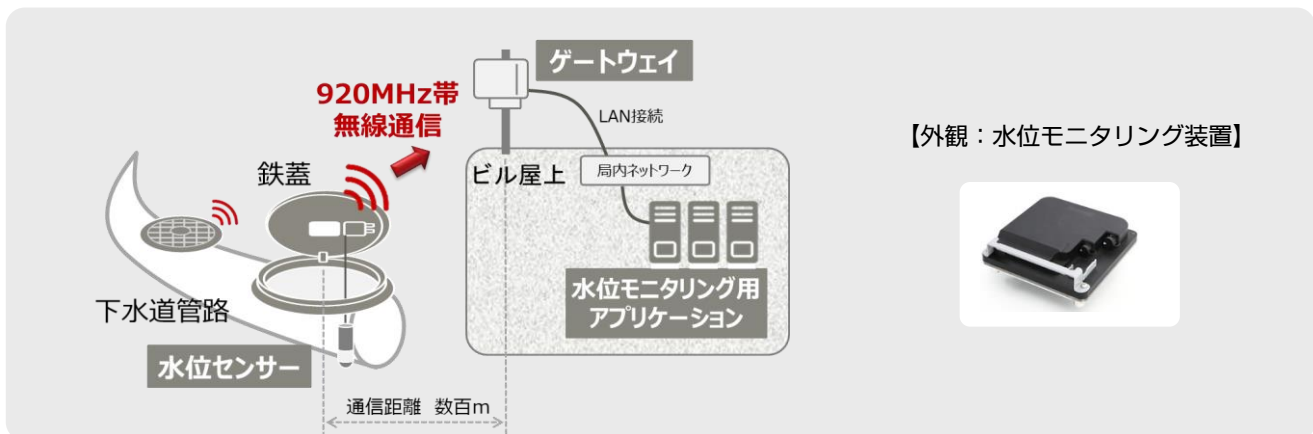 ゲートウェイ
920MHz帯
無線通信
LAN接続
【外観：水位モニタリング装置】
鉄蓋
ビル屋上
局内ネットワーク
下水道管路
水位モニタリング用
アプリケーション
水位センサー
通信距離 数百m